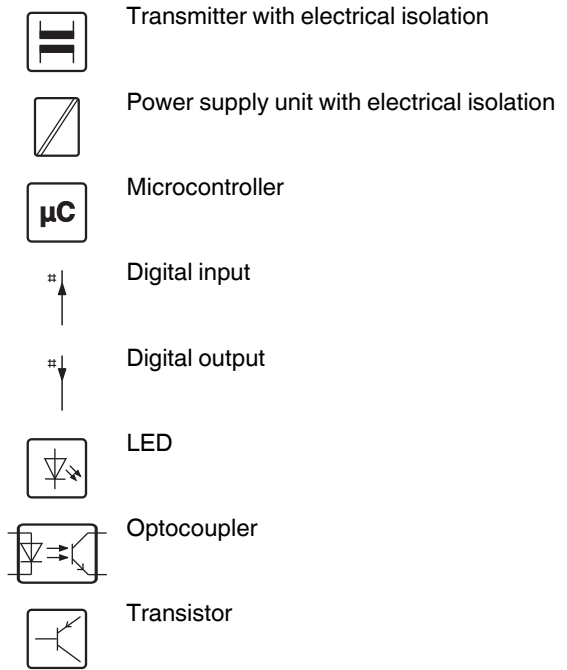 Transmitter with electrical isolation
Power supply unit with electrical isolation
µC
Microcontroller
#
Digital input
#
Digital output
LED
Optocoupler
Transistor